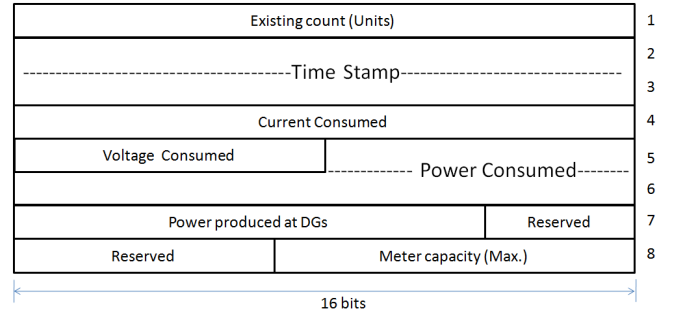 Existing count (Units) 1
2
Time Stamp
3
Current Consumed 4
Voltage Consumed 5
Power Consumed
6
Power produced at DGs Reserved 7
Reserved Meter capacity (Max.) 8
16 bits